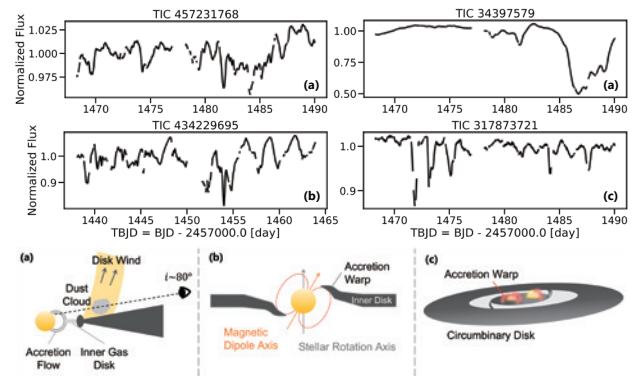 TIC 457231768
Normalized Flux
1.025
1.000
0.975
(a)
1470 1475 1480 1485 1490
TIC 34397579
1.00
0.75
0.50
(a)
1470 1475 1480 1485 1490
TIC 434229695
Normalized Flux
1.0
0.9
(b)
1440 1445 1450 1455 1460 1465
TBJD = BJD - 2457000.0 [day]
TIC 317873721
1.0
0.9
(c)
1470 1475 1480 1485 1490
TBJD = BJD - 2457000.0 [day]
(a)
Disk Wind
i~80°
Dust
Cloud
Accretion
Flow
Inner Gas
Disk
(b)
Accretion
Warp
Inner Disk
Magnetic
Dipole Axis
Stellar Rotation Axis
(c)
Accretion Warp
Circumbinary Disk